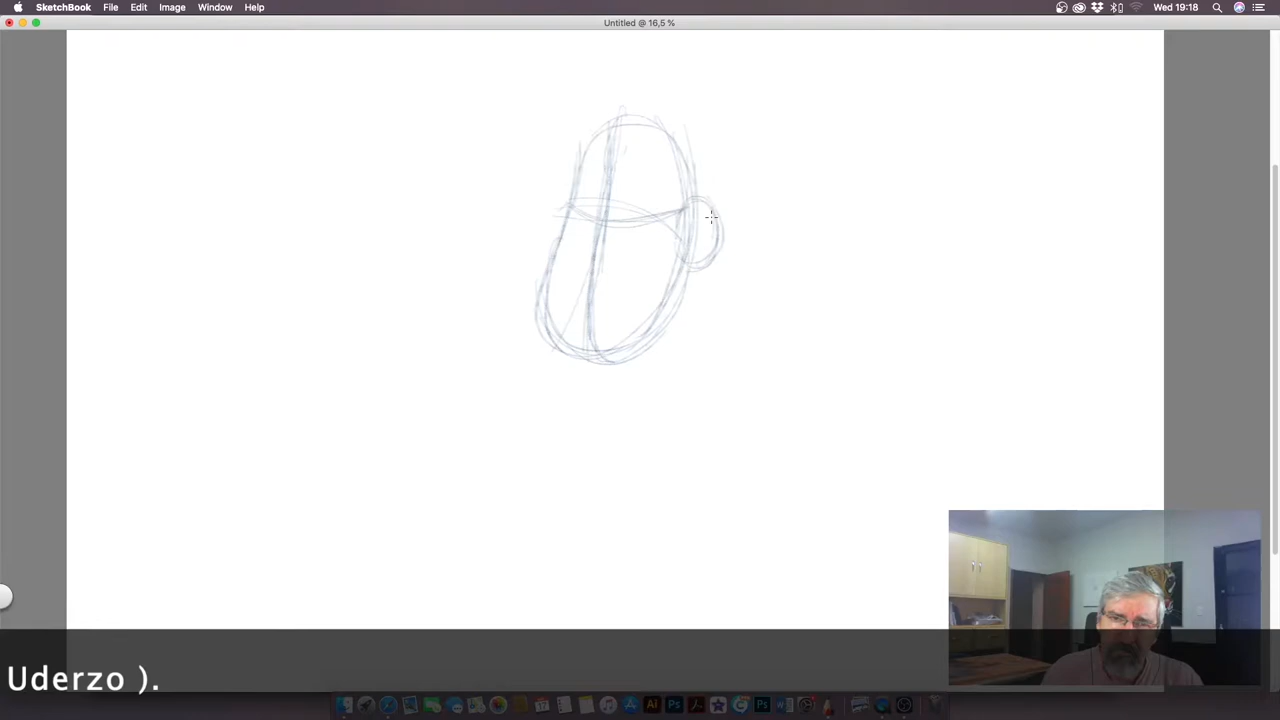 SketchBook File Edit Image Window Help Wed 19:18
Untitled @ 16,5 %
Uderzo ).